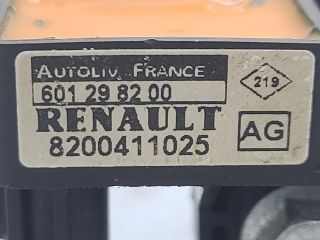 AUTOLIV FRANCE
601 29 82 00
219
RENAULT
AG
8200411025